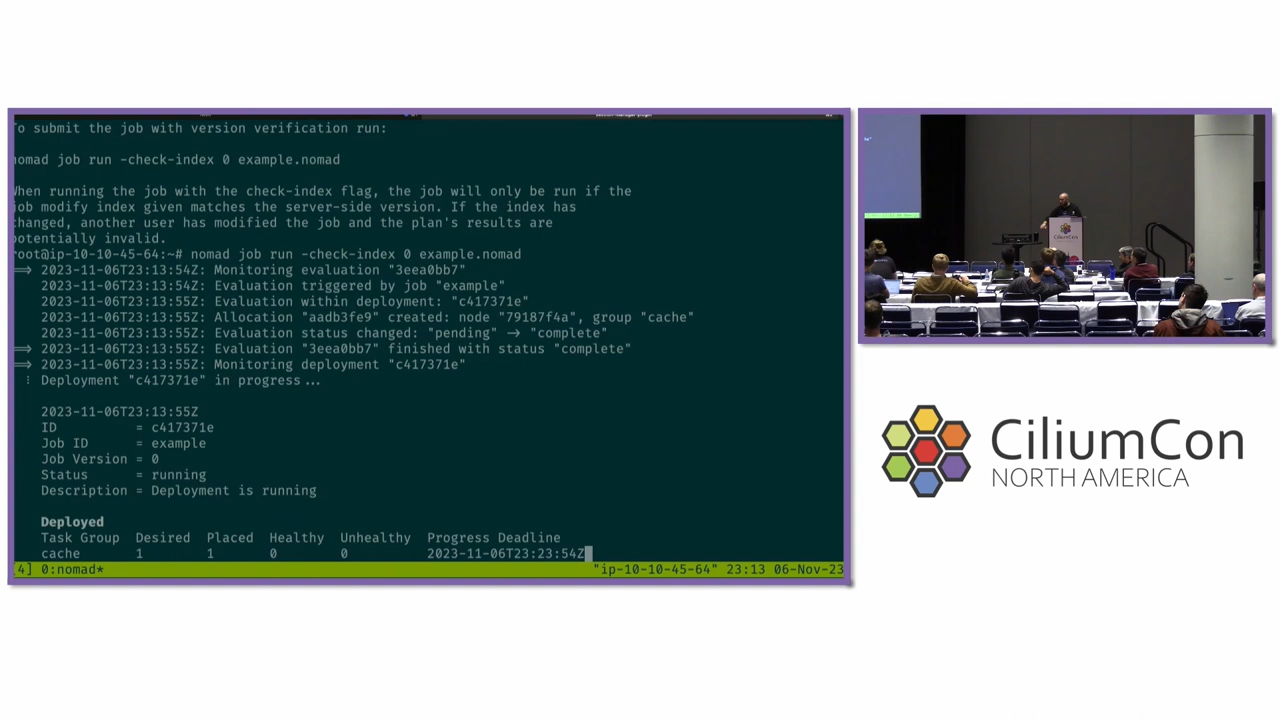 To submit the job with version verification run:
nomad job run -check-index 0 example.nomad
When running the job with the check-index flag, the job will only be run if the
job modify index given matches the server-side version. If the index has
changed, another user has modified the job and the plan's results are
potentially invalid.
root@ip-10-10-45-64:~# nomad job run -check-index 0 example.nomad
==> 2023-11-06T23:13:54Z: Monitoring evaluation "3eea0bb7"
2023-11-06T23:13:54Z: Evaluation triggered by job "example"
2023-11-06T23:13:55Z: Evaluation within deployment: "c417371e"
2023-11-06T23:13:55Z: Allocation "aadb3fe9" created: node "79187f4a", group "cache"
2023-11-06T23:13:55Z: Evaluation status changed: "pending" -> "complete"
==> 2023-11-06T23:13:55Z: Evaluation "3eea0bb7" finished with status "complete"
==> 2023-11-06T23:13:55Z: Monitoring deployment "c417371e"
⋮ Deployment "c417371e" in progress...
2023-11-06T23:13:55Z
ID = c417371e
Job ID = example
Job Version = 0
Status = running
Description = Deployment is running
Deployed
Task Group Desired Placed Healthy Unhealthy Progress Deadline
cache 1 1 0 0 2023-11-06T23:23:54Z
[4] 0:nomad* "ip-10-10-45-64" 23:13 06-Nov-23
CiliumCon
CiliumCon
NORTH AMERICA